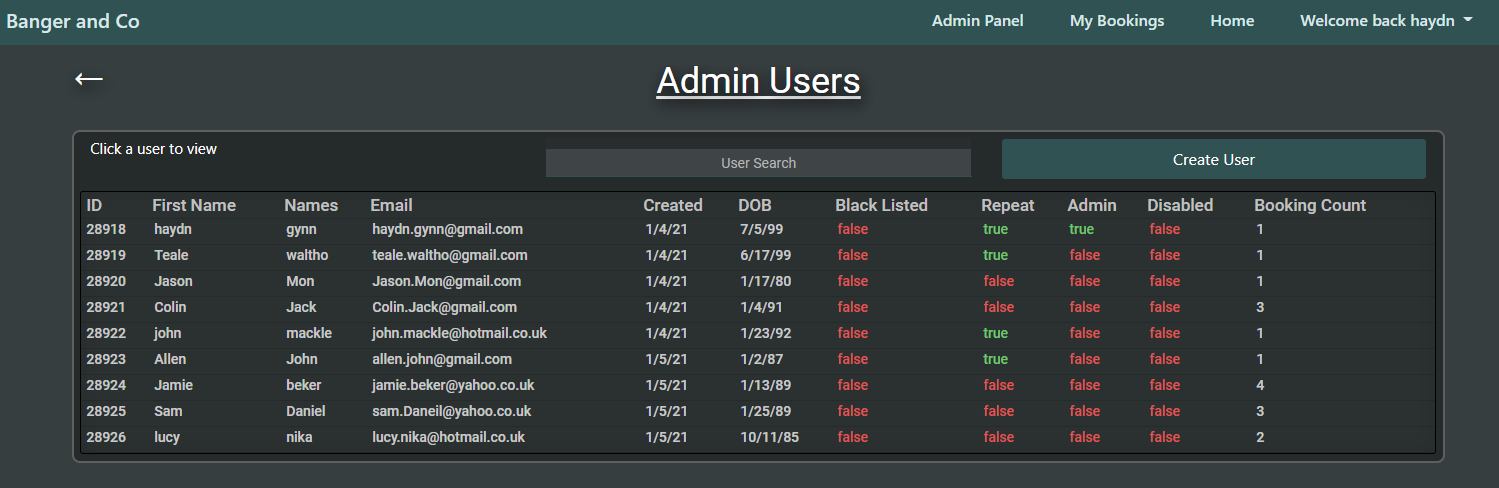 Banger and Co Admin Panel My Bookings Home Welcome back haydn
Admin Users
Click a user to view User Search Create User
ID First Name Names Email Created DOB Black Listed Repeat Admin Disabled Booking Count
28918 haydn gynn haydn.gynn@gmail.com 1/4/21 7/5/99 false true true false 1
28919 Teale waltho teale.waltho@gmail.com 1/4/21 6/17/99 false true false false 1
28920 Jason Mon Jason.Mon@gmail.com 1/4/21 1/17/80 false false false false 1
28921 Colin Jack Colin.Jack@gmail.com 1/4/21 1/4/91 false false false false 3
28922 john mackle john.mackle@hotmail.co.uk 1/4/21 1/23/92 false true false false 1
28923 Allen John allen.john@gmail.com 1/5/21 1/2/87 false true false false 1
28924 Jamie beker jamie.beker@yahoo.co.uk 1/5/21 1/13/89 false false false false 4
28925 Sam Daniel sam.Daneil@yahoo.co.uk 1/5/21 1/25/89 false false false false 3
28926 lucy nika lucy.nika@hotmail.co.uk 1/5/21 10/11/85 false false false false 2